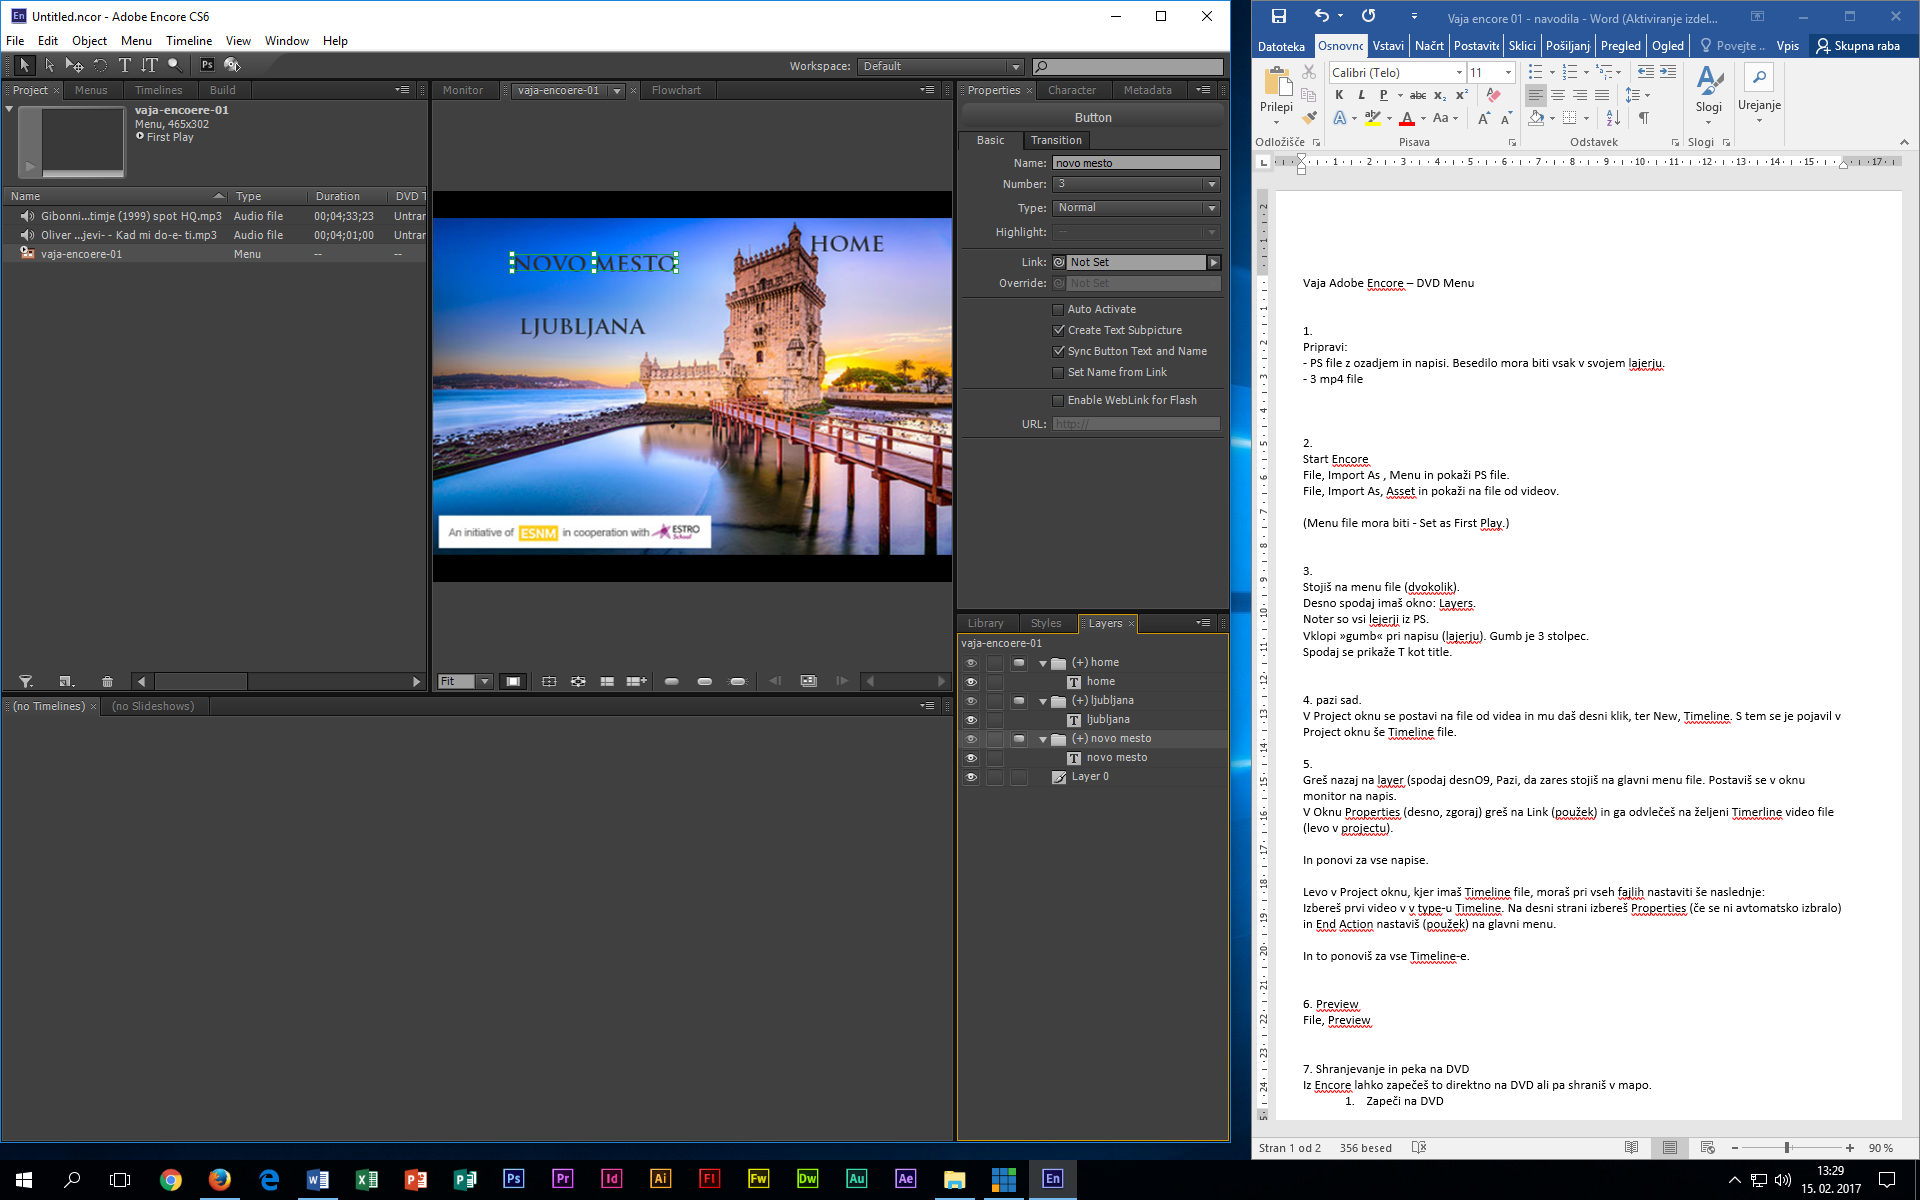 Untitled.ncor - Adobe Encore CS6
File Edit Object Menu Timeline View Window Help
Workspace: Default
Project Menus Timelines Build
vaja-encoere-01
Menu, 465x302
First Play
Name Type Duration DVD T
Gibonni...timje (1999) spot HQ.mp3 Audio file 00;04;33;23 Untrar
Oliver ...jevi- - Kad mi do-e- ti.mp3 Audio file 00;04;01;00 Untrar
vaja-encoere-01 Menu -- --
Monitor vaja-encoere-01 Flowchart
NOVO MESTO
HOME
LJUBLJANA
An initiative of ESNM in cooperation with ESTRO School
Fit
(no Timelines) (no Slideshows)
Properties Character Metadata
Button
Basic Transition
Name: novo mesto
Number: 3
Type: Normal
Highlight: --
Link: Not Set
Override: Not Set
Auto Activate
Create Text Subpicture
Sync Button Text and Name
Set Name from Link
Enable WebLink for Flash
URL: http://
Library Styles Layers
vaja-encoere-01
(+) home
home
(+) ljubljana
ljubljana
(+) novo mesto
novo mesto
Layer 0
Vaja encore 01 - navodila - Word (Aktiviranje izdel...
Datoteka Osnovno Vstavi Načrt Postavite Sklici Pošiljanj Pregled Ogled Povejte .. Vpis Skupna raba
Prilepi
Calibri (Telo) 11
K L P abc x₂ x²
Slogi
Urejanje
Odložišče Pisava Odstavek Slogi
Vaja Adobe Encore – DVD Menu
1.
Pripravi:
- PS file z ozadjem in napisi. Besedilo mora biti vsak v svojem lajerju.
- 3 mp4 file
2.
Start Encore
File, Import As , Menu in pokaži PS file.
File, Import As, Asset in pokaži na file od videov.
(Menu file mora biti - Set as First Play.)
3.
Stojiš na menu file (dvokolik).
Desno spodaj imaš okno: Layers.
Noter so vsi lejerji iz PS.
Vklopi »gumb« pri napisu (lajerju). Gumb je 3 stolpec.
Spodaj se prikaže T kot title.
4. pazi sad.
V Project oknu se postavi na file od videa in mu daš desni klik, ter New, Timeline. S tem se je pojavil v
Project oknu še Timeline file.
5.
Greš nazaj na layer (spodaj desnO9, Pazi, da zares stojiš na glavni menu file. Postaviš se v oknu
monitor na napis.
V Oknu Properties (desno, zgoraj) greš na Link (použek) in ga odvlečeš na željeni Timerline video file
(levo v projectu).
In ponovi za vse napise.
Levo v Project oknu, kjer imaš Timeline file, moraš pri vseh fajlih nastaviti še naslednje:
Izbereš prvi video v v type-u Timeline. Na desni strani izbereš Properties (če se ni avtomatsko izbralo)
in End Action nastaviš (použek) na glavni menu.
In to ponoviš za vse Timeline-e.
6. Preview
File, Preview
7. Shranjevanje in peka na DVD
Iz Encore lahko zapečeš to direktno na DVD ali pa shraniš v mapo.
1. Zapeči na DVD
Stran 1 od 2 356 besed 90 %
13:29
15. 02. 2017